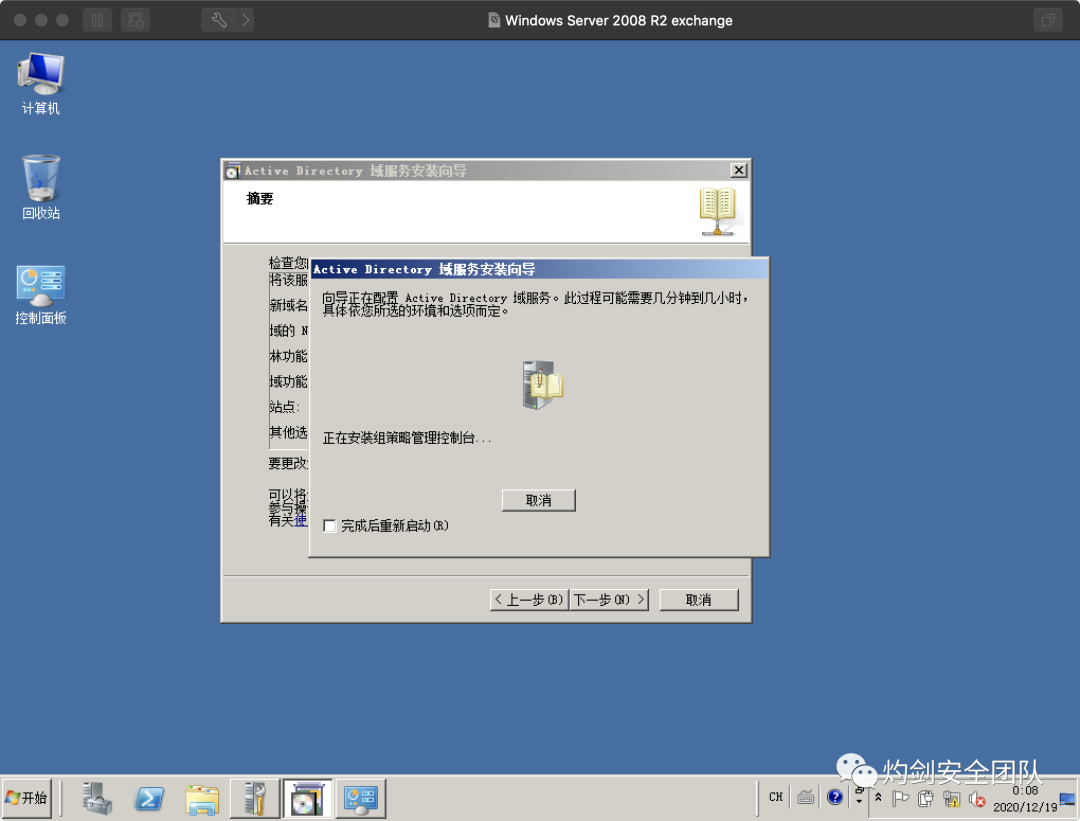 Windows Server 2008 R2 exchange
计算机
回收站
控制面板
Active Directory 域服务安装向导
摘要
检查您
将该服
新域名
域的 N
林功能
域功能
站点:
其他选
要更改
可以将
参与操
有关使
Active Directory 域服务安装向导
向导正在配置 Active Directory 域服务。此过程可能需要几分钟到几小时，
具体依您所选的环境和选项而定。
正在安装组策略管理控制台...
取消
完成后重新启动(R)
< 上一步(B)
下一步(N) >
取消
开始
CH
灼剑安全团队
0:08
2020/12/19